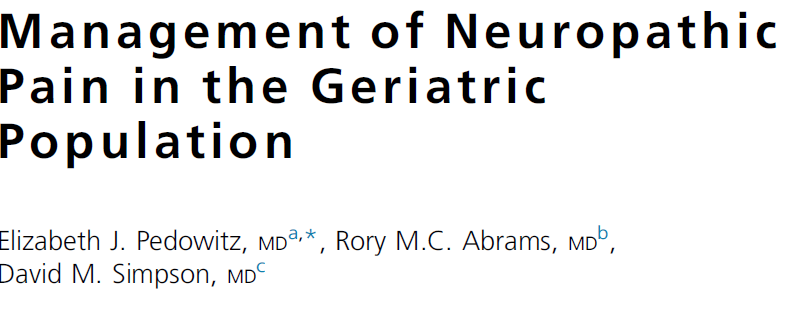 Management of Neuropathic
Pain in the Geriatric
Population
Elizabeth J. Pedowitz, MDa,*, Rory M.C. Abrams, MDb,
David M. Simpson, MDc